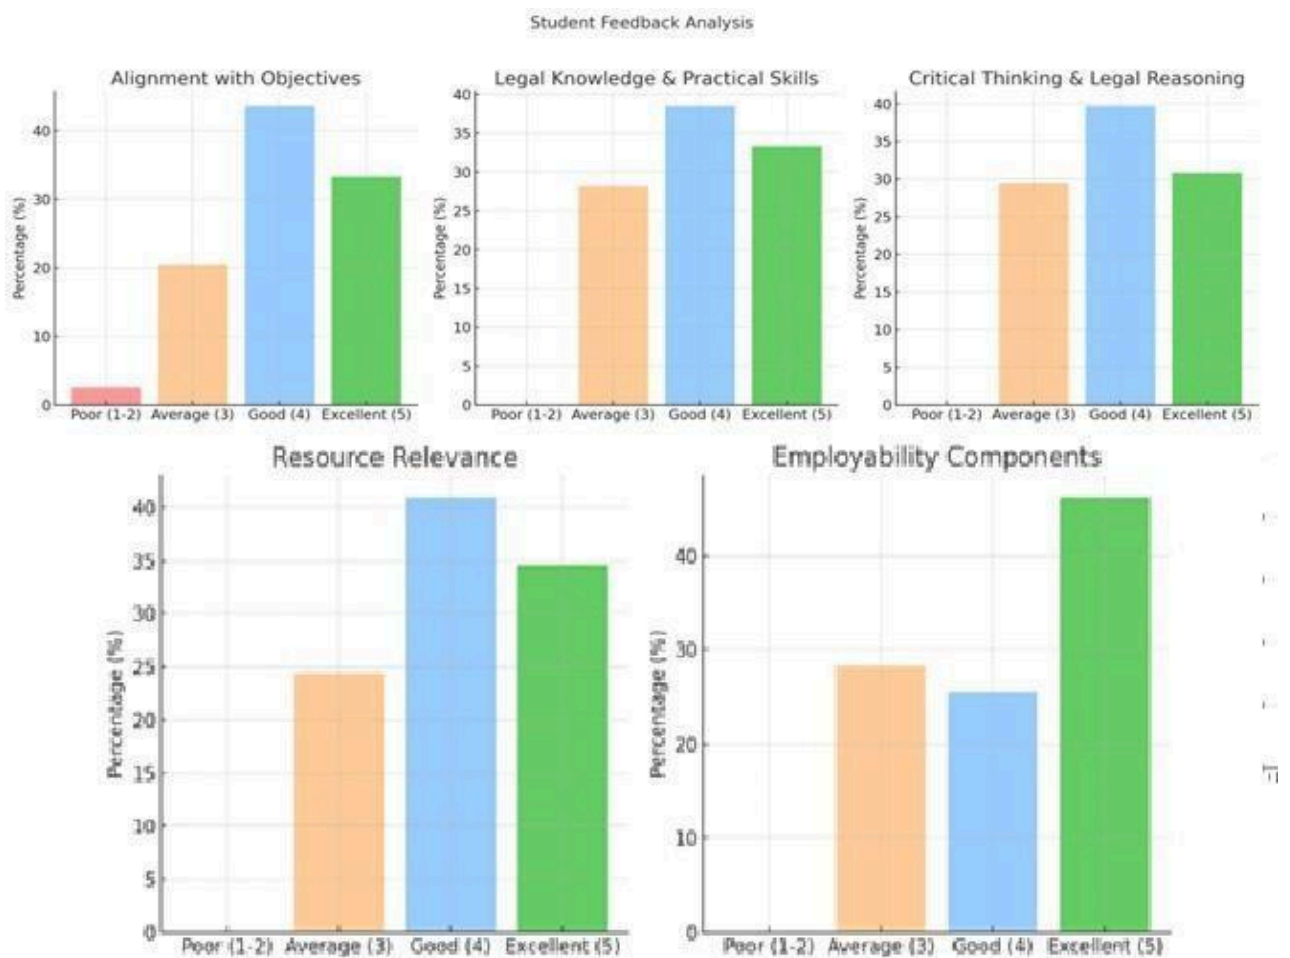 Student Feedback Analysis
Alignment with Objectives
Percentage (%)
40
30
20
10
0
Poor (1-2) Average (3) Good (4) Excellent (5)
Legal Knowledge & Practical Skills
Percentage (%)
40
35
30
25
20
15
10
5
0
Poor (1-2) Average (3) Good (4) Excellent (5)
Critical Thinking & Legal Reasoning
Percentage (%)
40
35
30
25
20
15
10
5
0
Poor (1-2) Average (3) Good (4) Excellent (5)
Resource Relevance
Percentage (%)
40
35
30
25
20
15
10
5
0
Poor (1-2) Average (3) Good (4) Excellent (5)
Employability Components
Percentage (%)
40
30
20
10
0
Poor (1-2) Average (3) Good (4) Excellent (5)